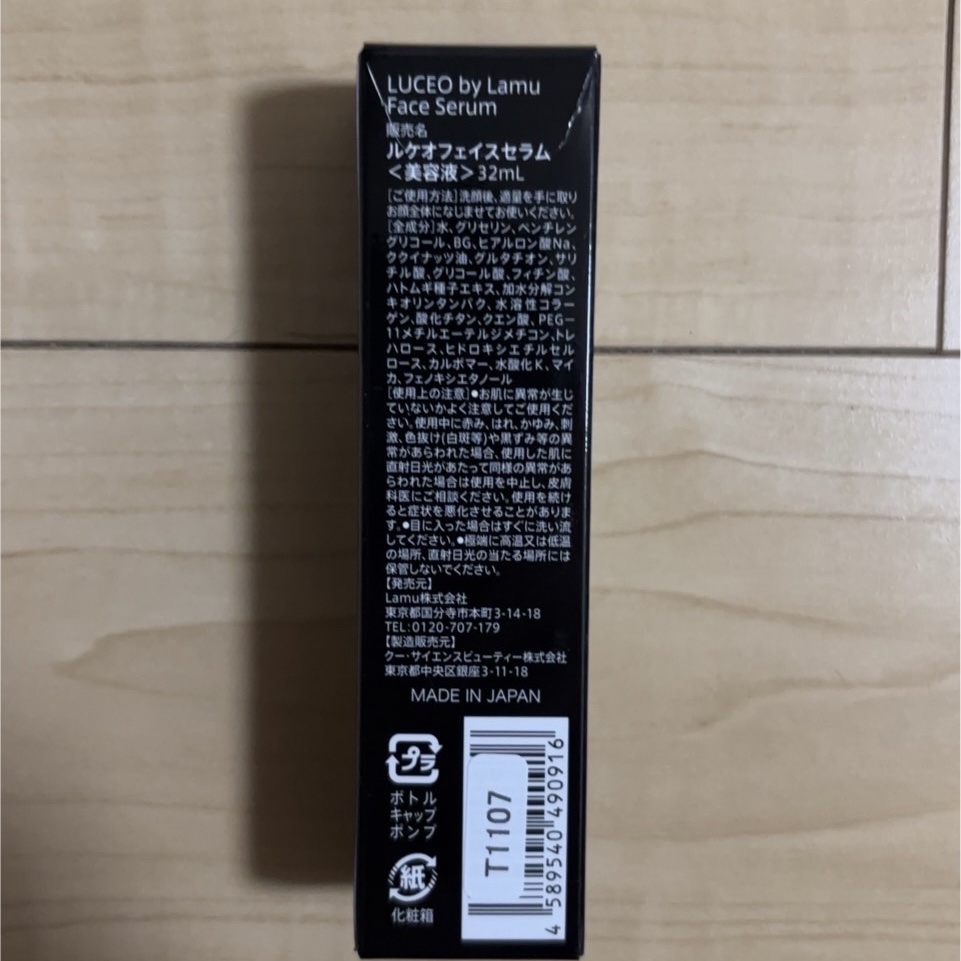 LUCEO by Lamu
Face Serum
販売名
ルケオフェイスセラム
＜美容液＞32mL
［ご使用方法］洗顔後、適量を手に取り
お顔全体になじませてお使いください。
［全成分］水、グリセリン、ペンチレン
グリコール、BG、ヒアルロン酸Na、
ククイナッツ油、グルタチオン、サリ
チル酸、グリコール酸、フィチン酸、
ハトムギ種子エキス、加水分解コン
キオリンタンパク、水溶性コラー
ゲン、酸化チタン、クエン酸、PEG−
11メチルエーテルジメチコン、トレ
ハロース、ヒドロキシエチルセル
ロース、カルボマー、水酸化K、マイ
カ、フェノキシエタノール
［使用上の注意］●お肌に異常が生じ
ていないかよく注意してご使用くだ
さい。使用中に赤み、はれ、かゆみ、刺
激、色抜け(白斑等)や黒ずみ等の異
常があらわれた場合、使用した肌に
直射日光があたって同様の異常があ
らわれた場合は使用を中止し、皮膚
科医にご相談ください。使用を続け
ると症状を悪化させることがありま
す。●目に入った場合はすぐに洗い流
してください。●極端に高温又は低温
の場所、直射日光の当たる場所には
保管しないでください。
【発売元】
Lamu株式会社
東京都国分寺市本町3-14-18
TEL:0120-707-179
【製造販売元】
クー・サイエンスビューティー株式会社
東京都中央区銀座3-11-18
MADE IN JAPAN
プラ
ボトル
キャップ
ポンプ
紙
化粧箱
T1107
4 589540 490916